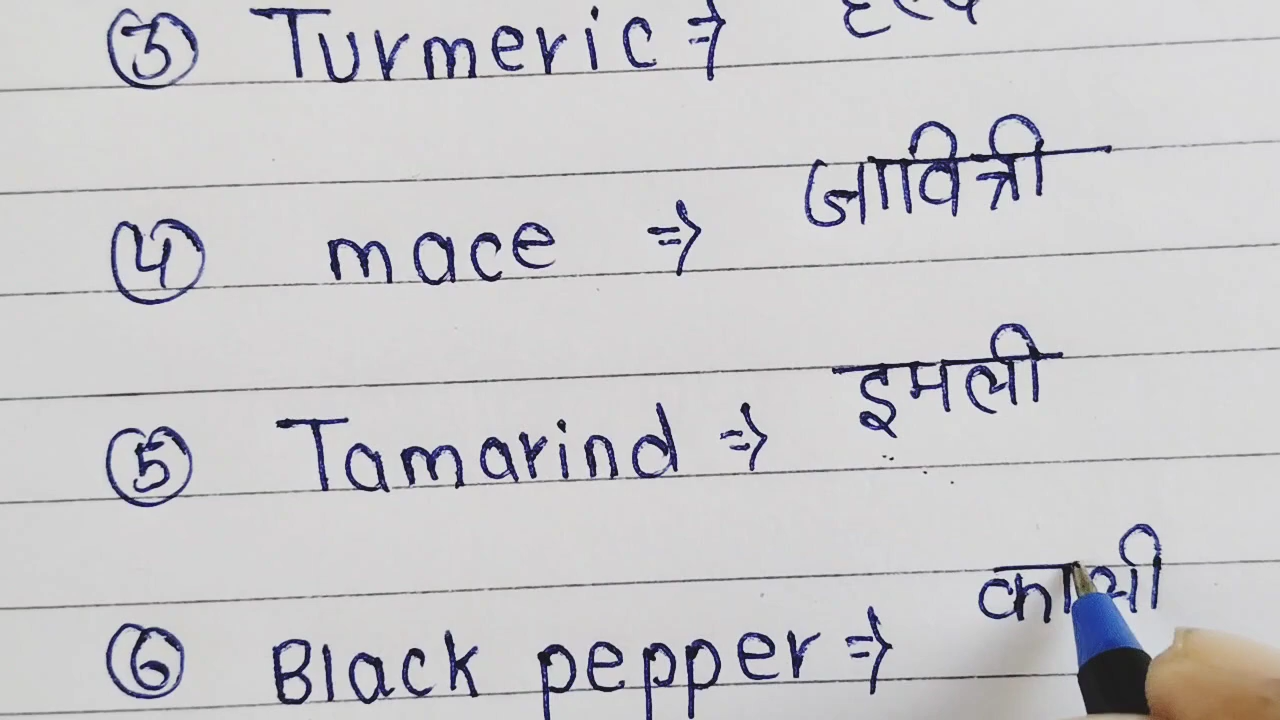 ③ Turmeric ⇒
④ mace ⇒ जावित्री
⑤ Tamarind ⇒ इमली
⑥ Black pepper ⇒ काली